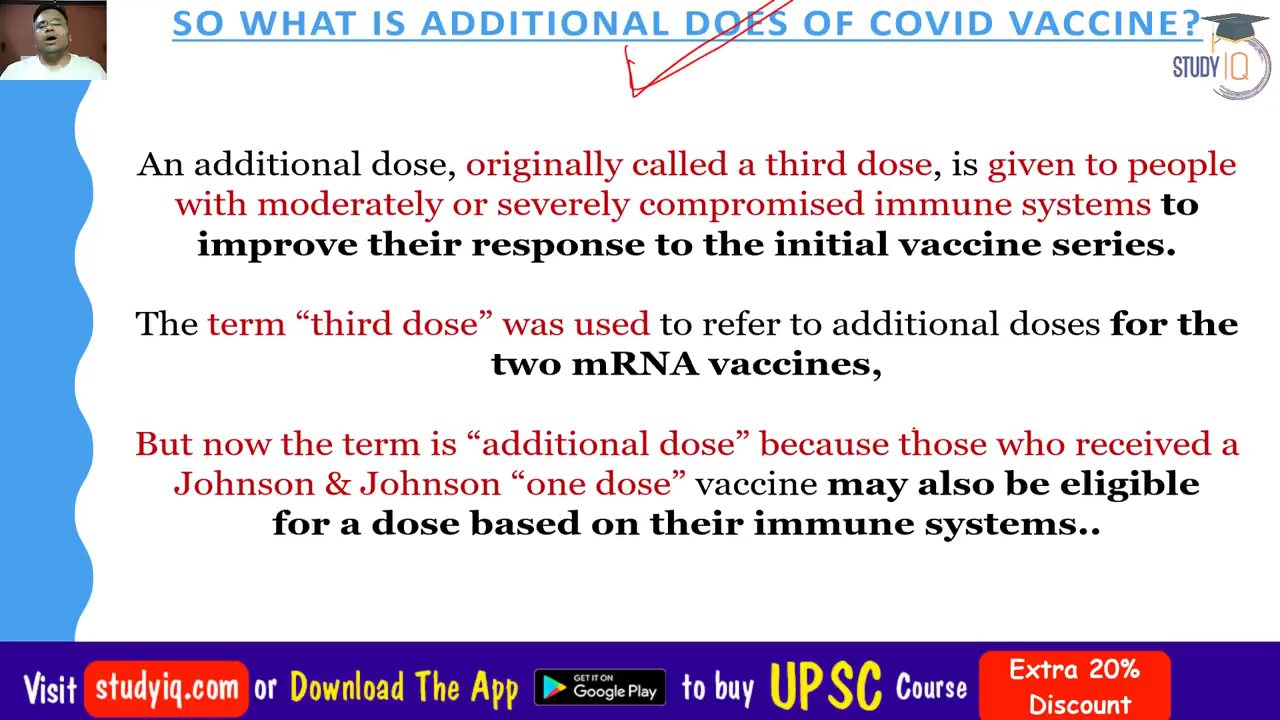 SO WHAT IS ADDITIONAL DOES OF COVID VACCINE?
STUDY IQ
An additional dose, originally called a third dose, is given to people
with moderately or severely compromised immune systems to
improve their response to the initial vaccine series.
The term “third dose” was used to refer to additional doses for the
two mRNA vaccines,
But now the term is “additional dose” because those who received a
Johnson & Johnson “one dose” vaccine may also be eligible
for a dose based on their immune systems..
Visit studyiq.com or Download The App GET IT ON Google Play to buy UPSC Course Extra 20% Discount